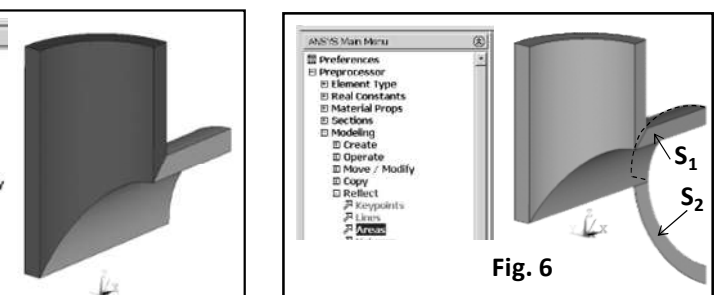 ANSYS Main Menu
Preferences
Preprocessor
Element Type
Real Constants
Material Props
Sections
Modeling
Create
Operate
Move / Modify
Copy
Reflect
Keypoints
Lines
Areas
S1
S2
X
Fig. 6